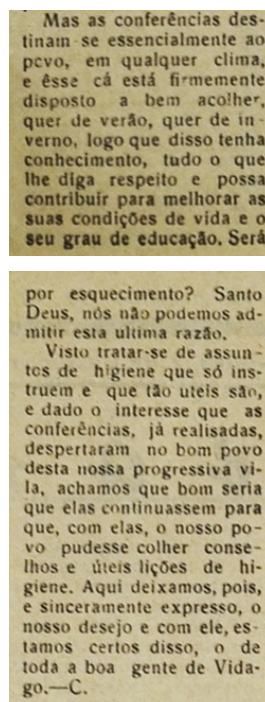 Mas as conferências des-
tinam-se essencialmente ao
povo, em qualquer clima,
e êsse cá está firmemente
disposto a bem acolher,
quer de verão, quer de in-
verno, logo que disso tenha
conhecimento, tudo o que
lhe diga respeito e possa
contribuir para melhorar as
suas condições de vida e o
seu grau de educação. Será
por esquecimento? Santo
Deus, nós não podemos ad-
mitir esta ultima razão.
Visto tratar-se de assun-
tos de higiene que só ins-
truem e que tão uteis são,
e dado o interesse que as
conferências, já realisadas,
despertaram no bom povo
desta nossa progressiva vi-
la, achamos que bom seria
que elas continuassem para
que, com elas, o nosso po-
vo pudesse colher conse-
lhos e úteis lições de hi-
giene. Aqui deixamos, pois,
e sinceramente expresso, o
nosso desejo e com ele, es-
tamos certos disso, o de
toda a boa gente de Vida-
go.—C.